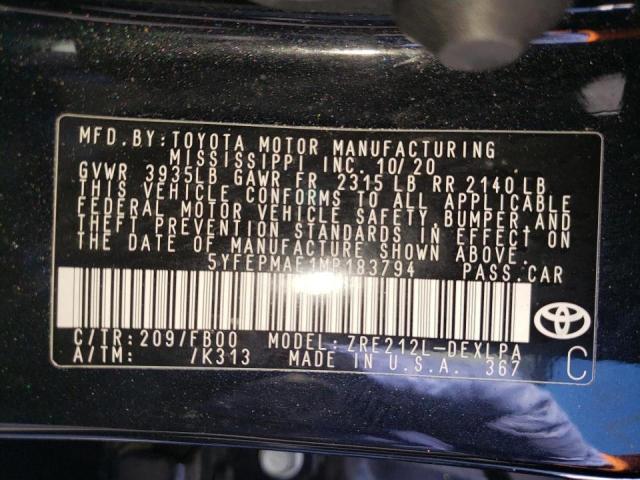 MFD. BY: TOYOTA MOTOR MANUFACTURING
MISSISSIPPI INC. 10/20
GVWR 3935LB GAWR FR 2315 LB RR 2140 LB
THIS VEHICLE CONFORMS TO ALL APPLICABLE
FEDERAL MOTOR VEHICLE SAFETY, BUMPER AND
THEFT PREVENTION STANDARDS IN EFFECT ON
THE DATE OF MANUFACTURE SHOWN ABOVE.
5YFEPMAE1MP183794 PASS.CAR
C/TR: 209/FB00 MODEL: ZRE212L-DEXLPA
A/TM: /K313 MADE IN U.S.A. 367
C